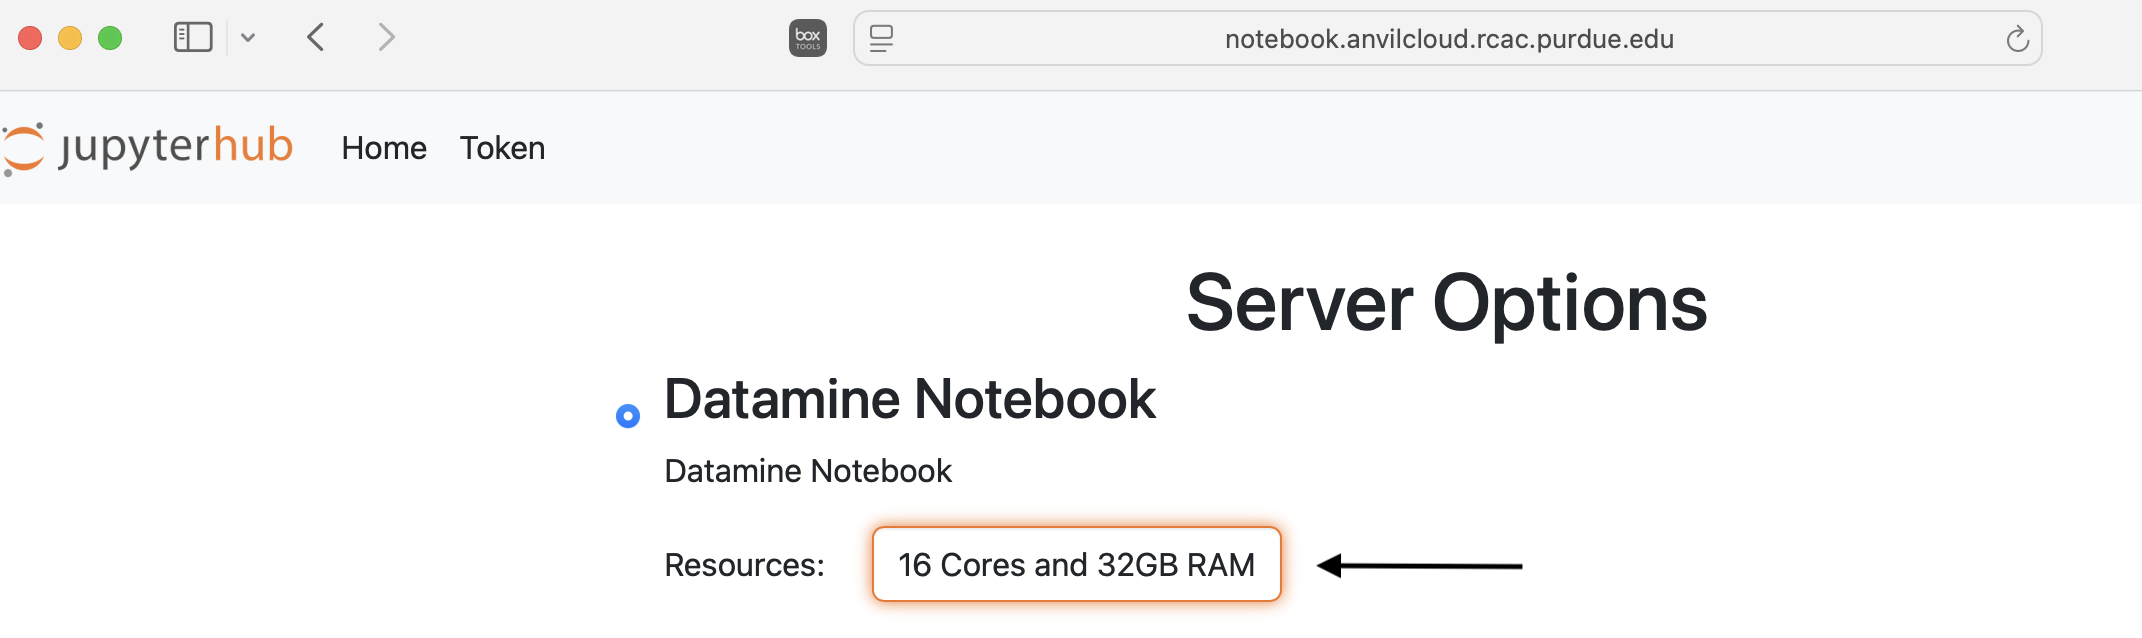 box
TOOLS
notebook.anvilcloud.rcac.purdue.edu
jupyterhub Home Token
Server Options
Datamine Notebook
Datamine Notebook
Resources: 16 Cores and 32GB RAM